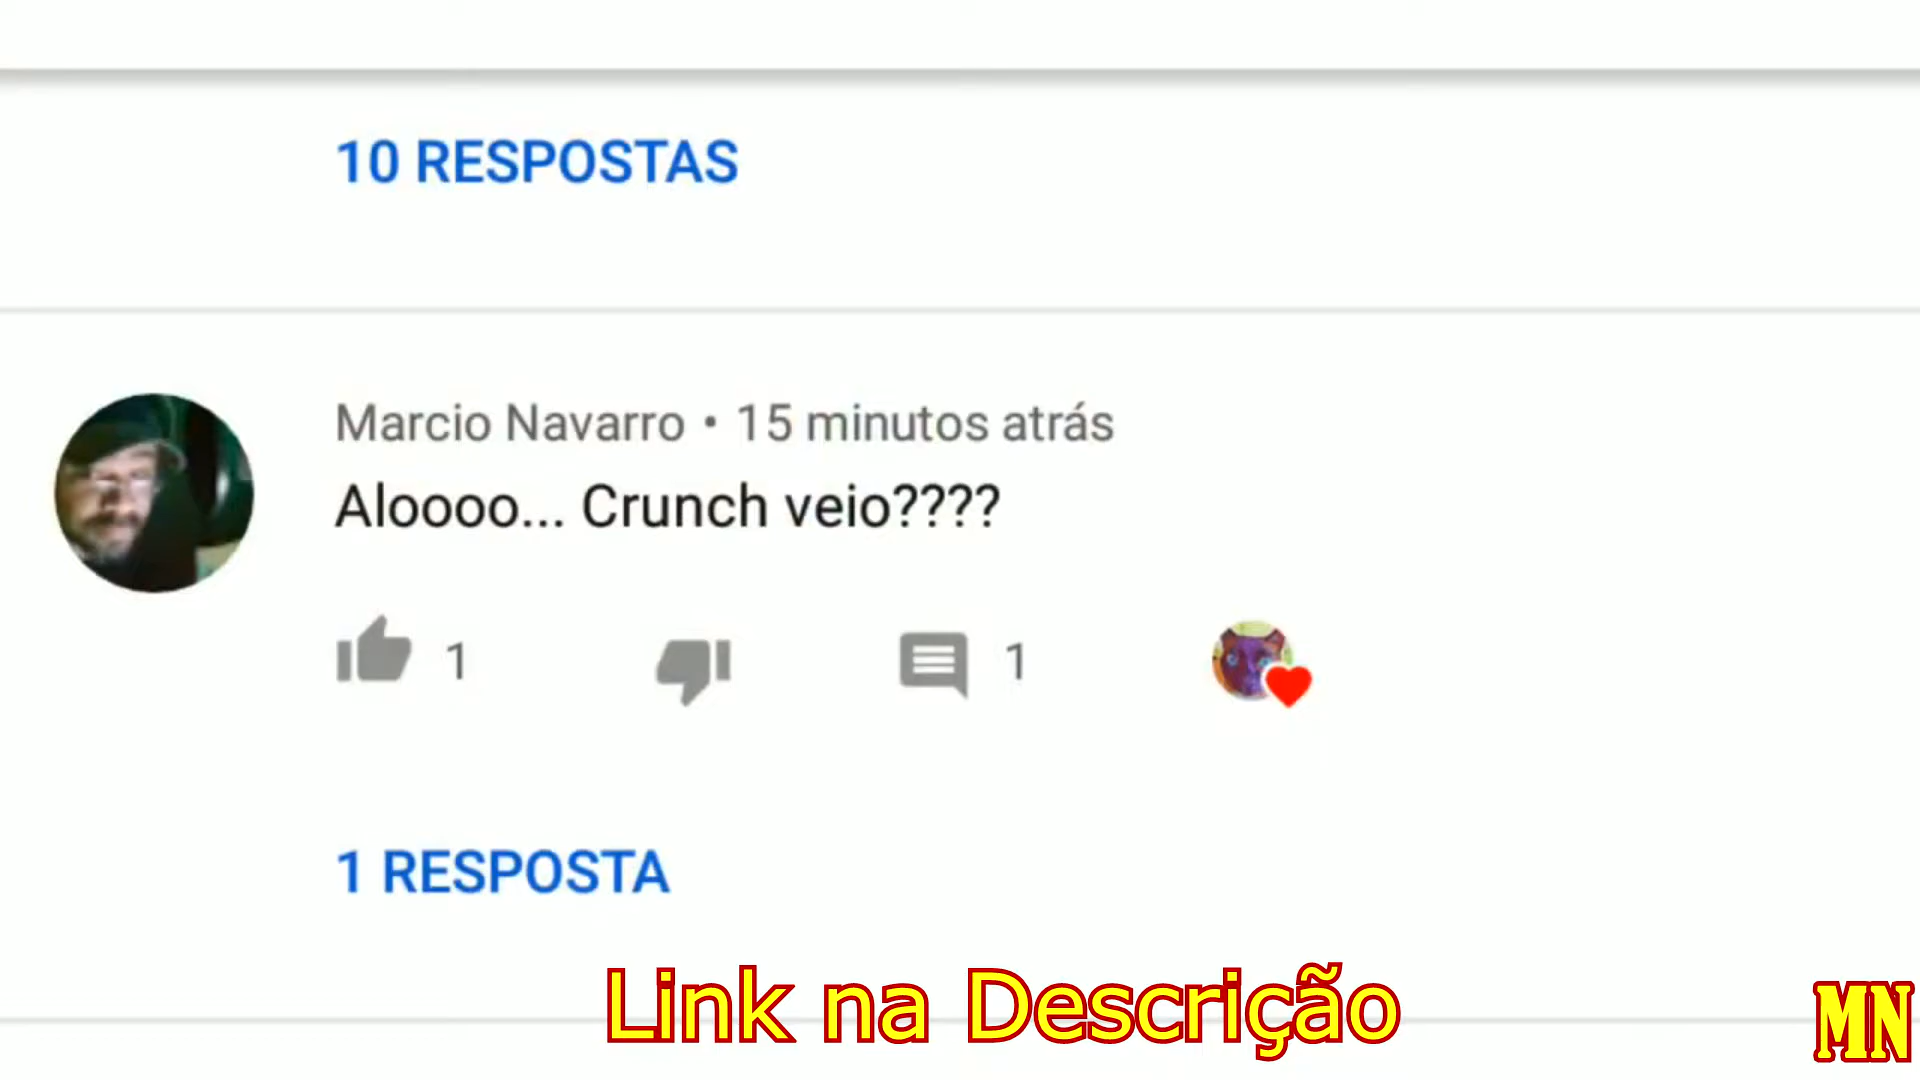 10 RESPOSTAS
Marcio Navarro • 15 minutos atrás
Aloooo... Crunch veio????
1 1
1 RESPOSTA
Link na Descrição
MN